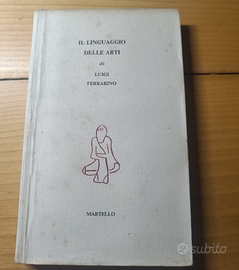 IL LINGUAGGIO
DELLE ARTI
di
LUIGI
FERRARINO
MARTELLO
subito